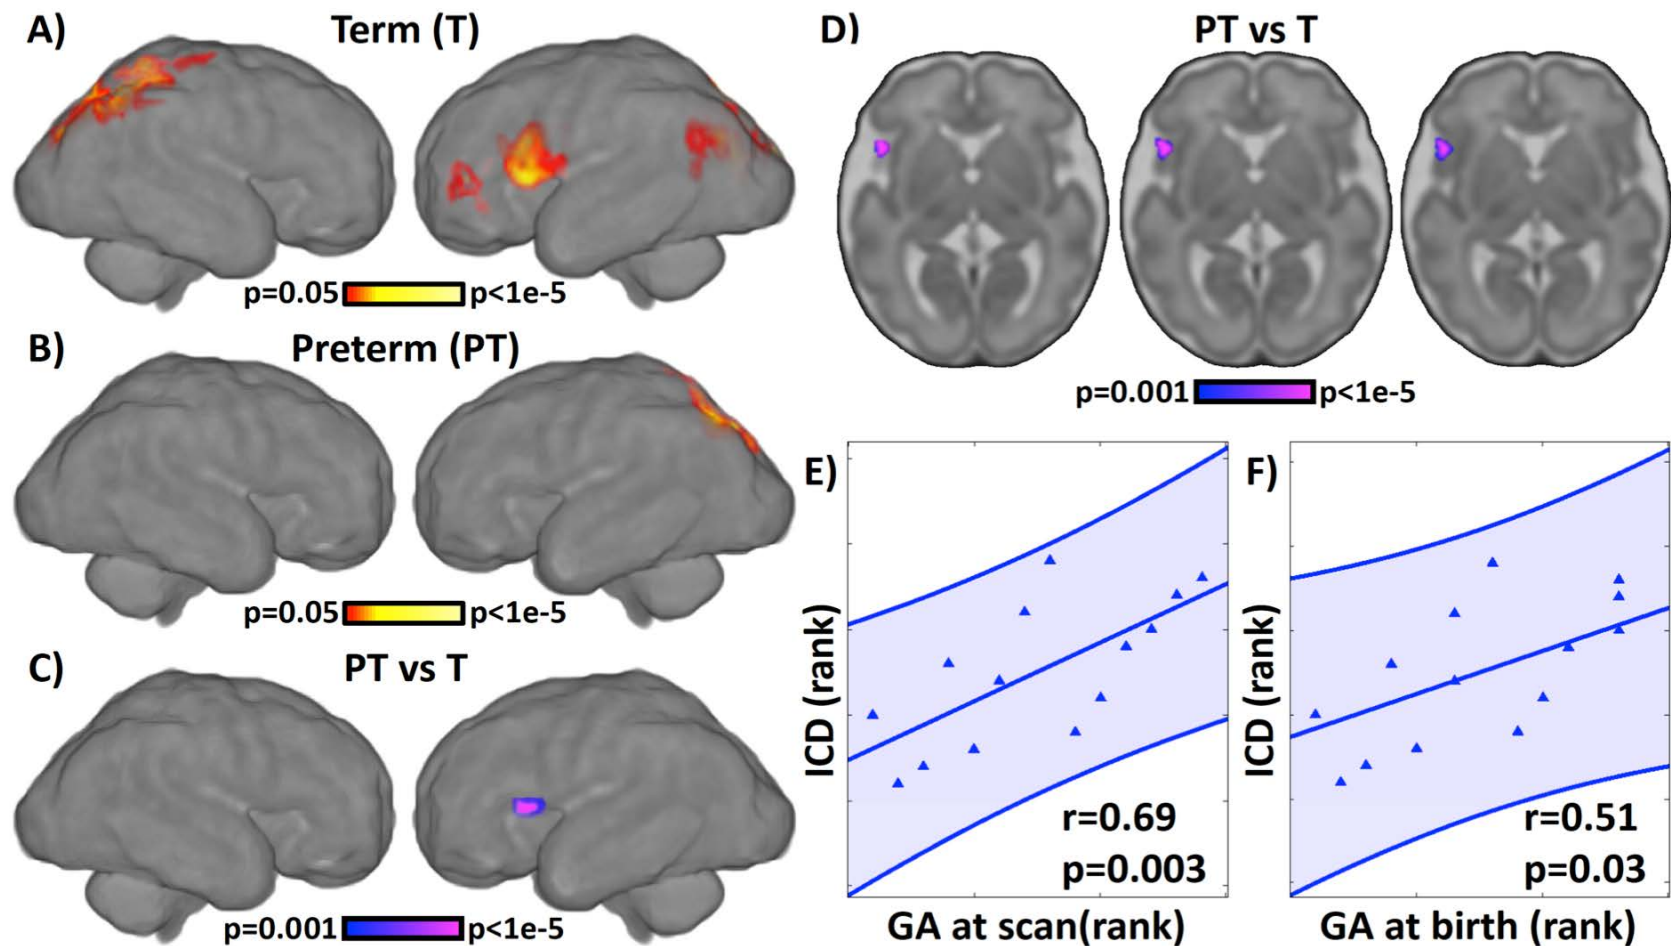 A) Term (T)
p=0.05 p<1e-5
B) Preterm (PT)
p=0.05 p<1e-5
C) PT vs T
p=0.001 p<1e-5
D) PT vs T
p=0.001 p<1e-5
E)
ICD (rank)
r=0.69
p=0.003
GA at scan(rank)
F)
ICD (rank)
r=0.51
p=0.03
GA at birth (rank)